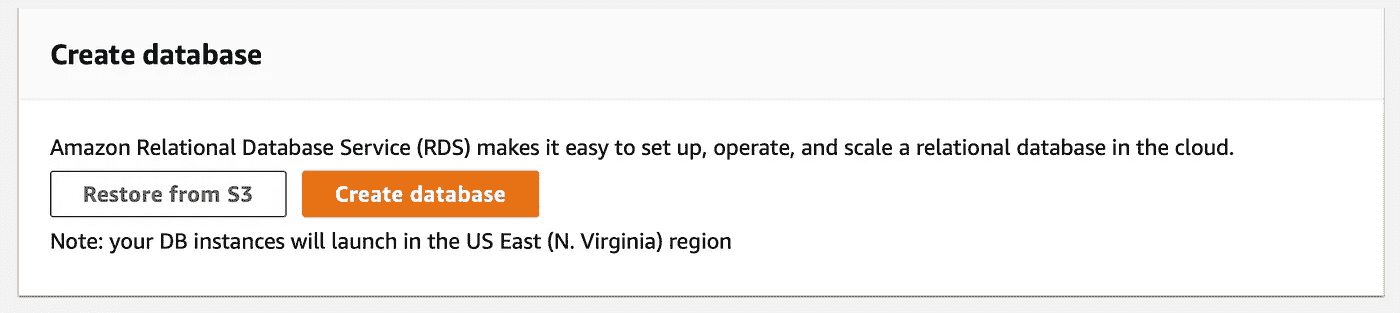 Create database
Amazon Relational Database Service (RDS) makes it easy to set up, operate, and scale a relational database in the cloud.
Restore from S3
Create database
Note: your DB instances will launch in the US East (N. Virginia) region